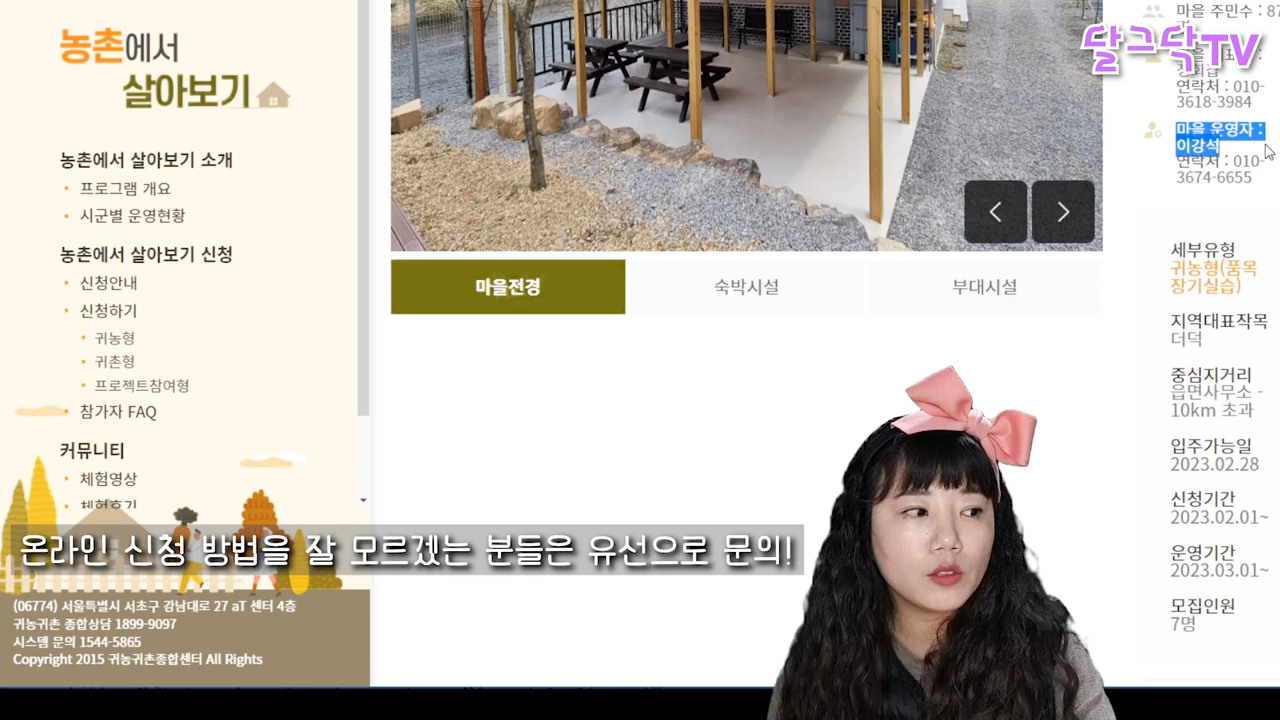 농촌에서
살아보기
농촌에서 살아보기 소개
프로그램 개요
시군별 운영현황
농촌에서 살아보기 신청
신청안내
신청하기
귀농형
귀촌형
프로젝트참여형
참가자 FAQ
커뮤니티
체험영상
체험후기
(06774) 서울특별시 서초구 강남대로 27 aT 센터 4층
귀농귀촌 종합상담 1899-9097
시스템 문의 1544-5865
Copyright 2015 귀농귀촌종합센터 All Rights
마을전경
숙박시설
부대시설
온라인 신청 방법을 잘 모르겠는 분들은 유선으로 문의!
마을 주민수 : 87
달그닥TV
연락처 : 010-
3618-3984
마을 운영자 :
이강석
연락처 : 010-
3674-6655
세부유형
귀농형(품목
장기실습)
지역대표작목
더덕
중심지거리
읍면사무소 -
10km 초과
입주가능일
2023.02.28
신청기간
2023.02.01~
운영기간
2023.03.01~
모집인원
7명